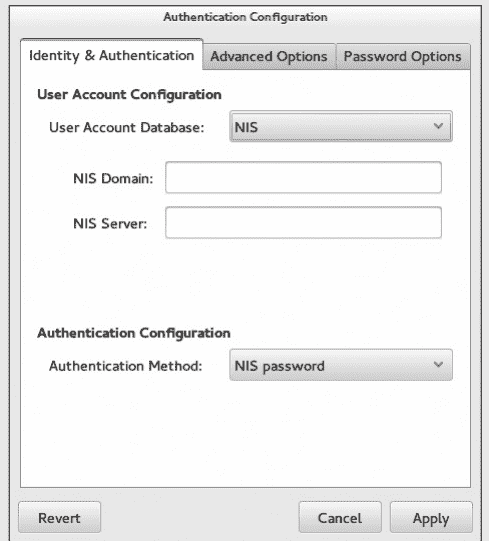 Authentication Configuration
Identity & Authentication Advanced Options Password Options
User Account Configuration
User Account Database: NIS
NIS Domain:
NIS Server:
Authentication Configuration
Authentication Method: NIS password
Revert Cancel Apply